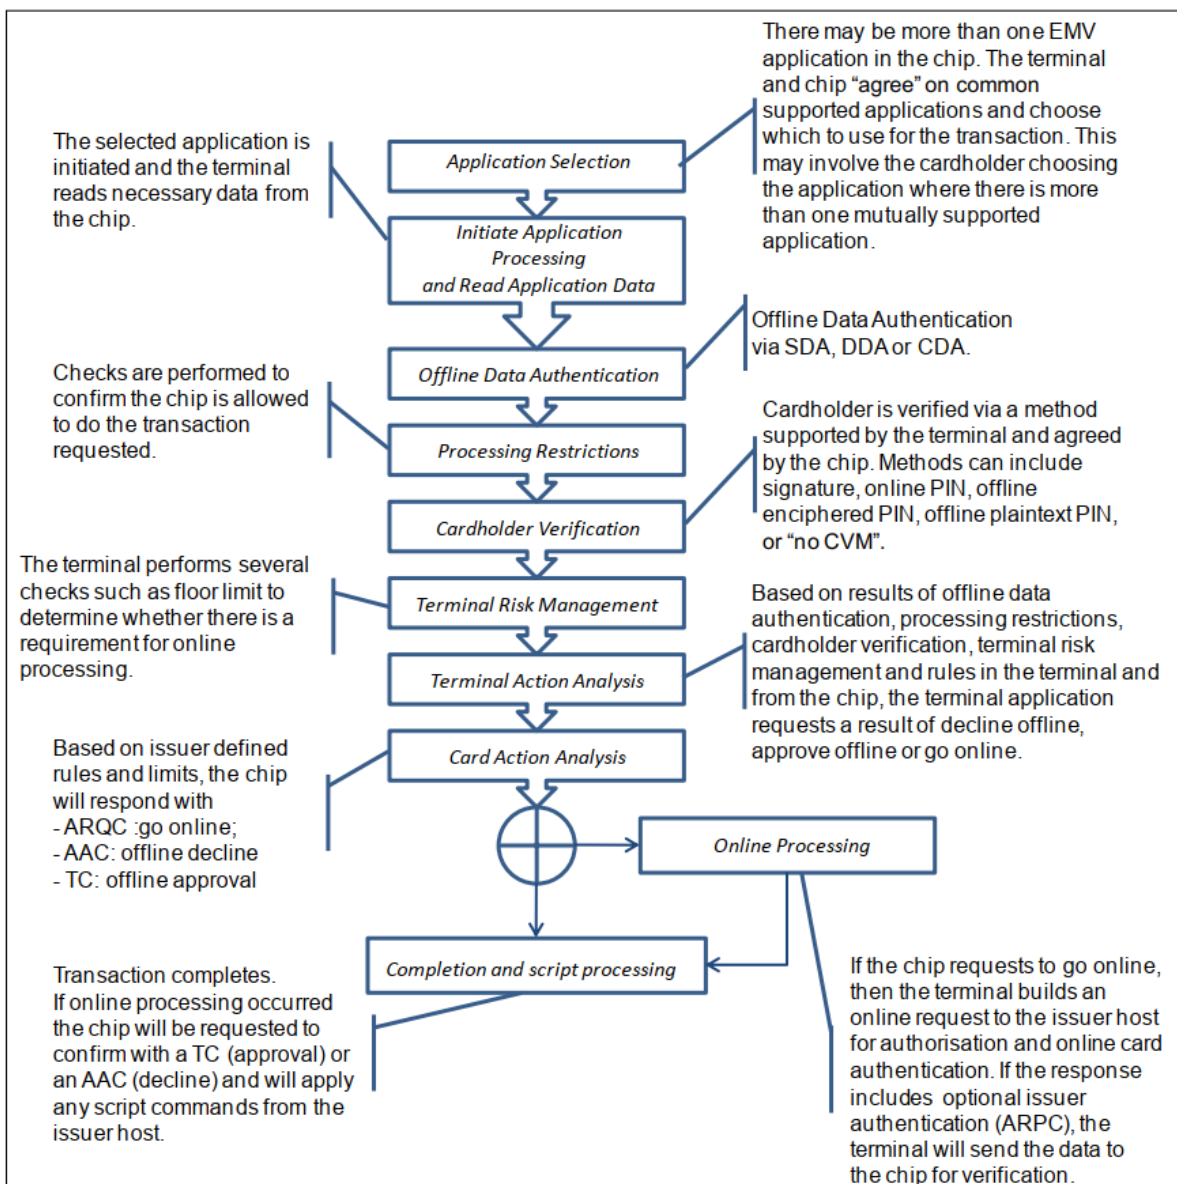 There may be more than one EMV
application in the chip. The terminal
and chip “agree” on common
supported applications and choose
which to use for the transaction. This
may involve the cardholder choosing
the application where there is more
than one mutually supported
application.
The selected application is
initiated and the terminal
reads necessary data from
the chip.
Application Selection
Initiate Application
Processing
and Read Application Data
Offline Data Authentication
via SDA, DDA or CDA.
Offline Data Authentication
Checks are performed to
confirm the chip is allowed
to do the transaction
requested.
Processing Restrictions
Cardholder is verified via a method
supported by the terminal and agreed
by the chip. Methods can include
signature, online PIN, offline
enciphered PIN, offline plaintext PIN,
or “no CVM”.
Cardholder Verification
The terminal performs several
checks such as floor limit to
determine whether there is a
requirement for online
processing.
Terminal Risk Management
Based on results of offline data
authentication, processing restrictions,
cardholder verification, terminal risk
management and rules in the terminal and
from the chip, the terminal application
requests a result of decline offline,
approve offline or go online.
Terminal Action Analysis
Based on issuer defined
rules and limits, the chip
will respond with
- ARQC :go online;
- AAC: offline decline
- TC: offline approval
Card Action Analysis
Online Processing
Completion and script processing
Transaction completes.
If online processing occurred
the chip will be requested to
confirm with a TC (approval) or
an AAC (decline) and will apply
any script commands from the
issuer host.
If the chip requests to go online,
then the terminal builds an
online request to the issuer host
for authorisation and online card
authentication. If the response
includes optional issuer
authentication (ARPC), the
terminal will send the data to
the chip for verification.